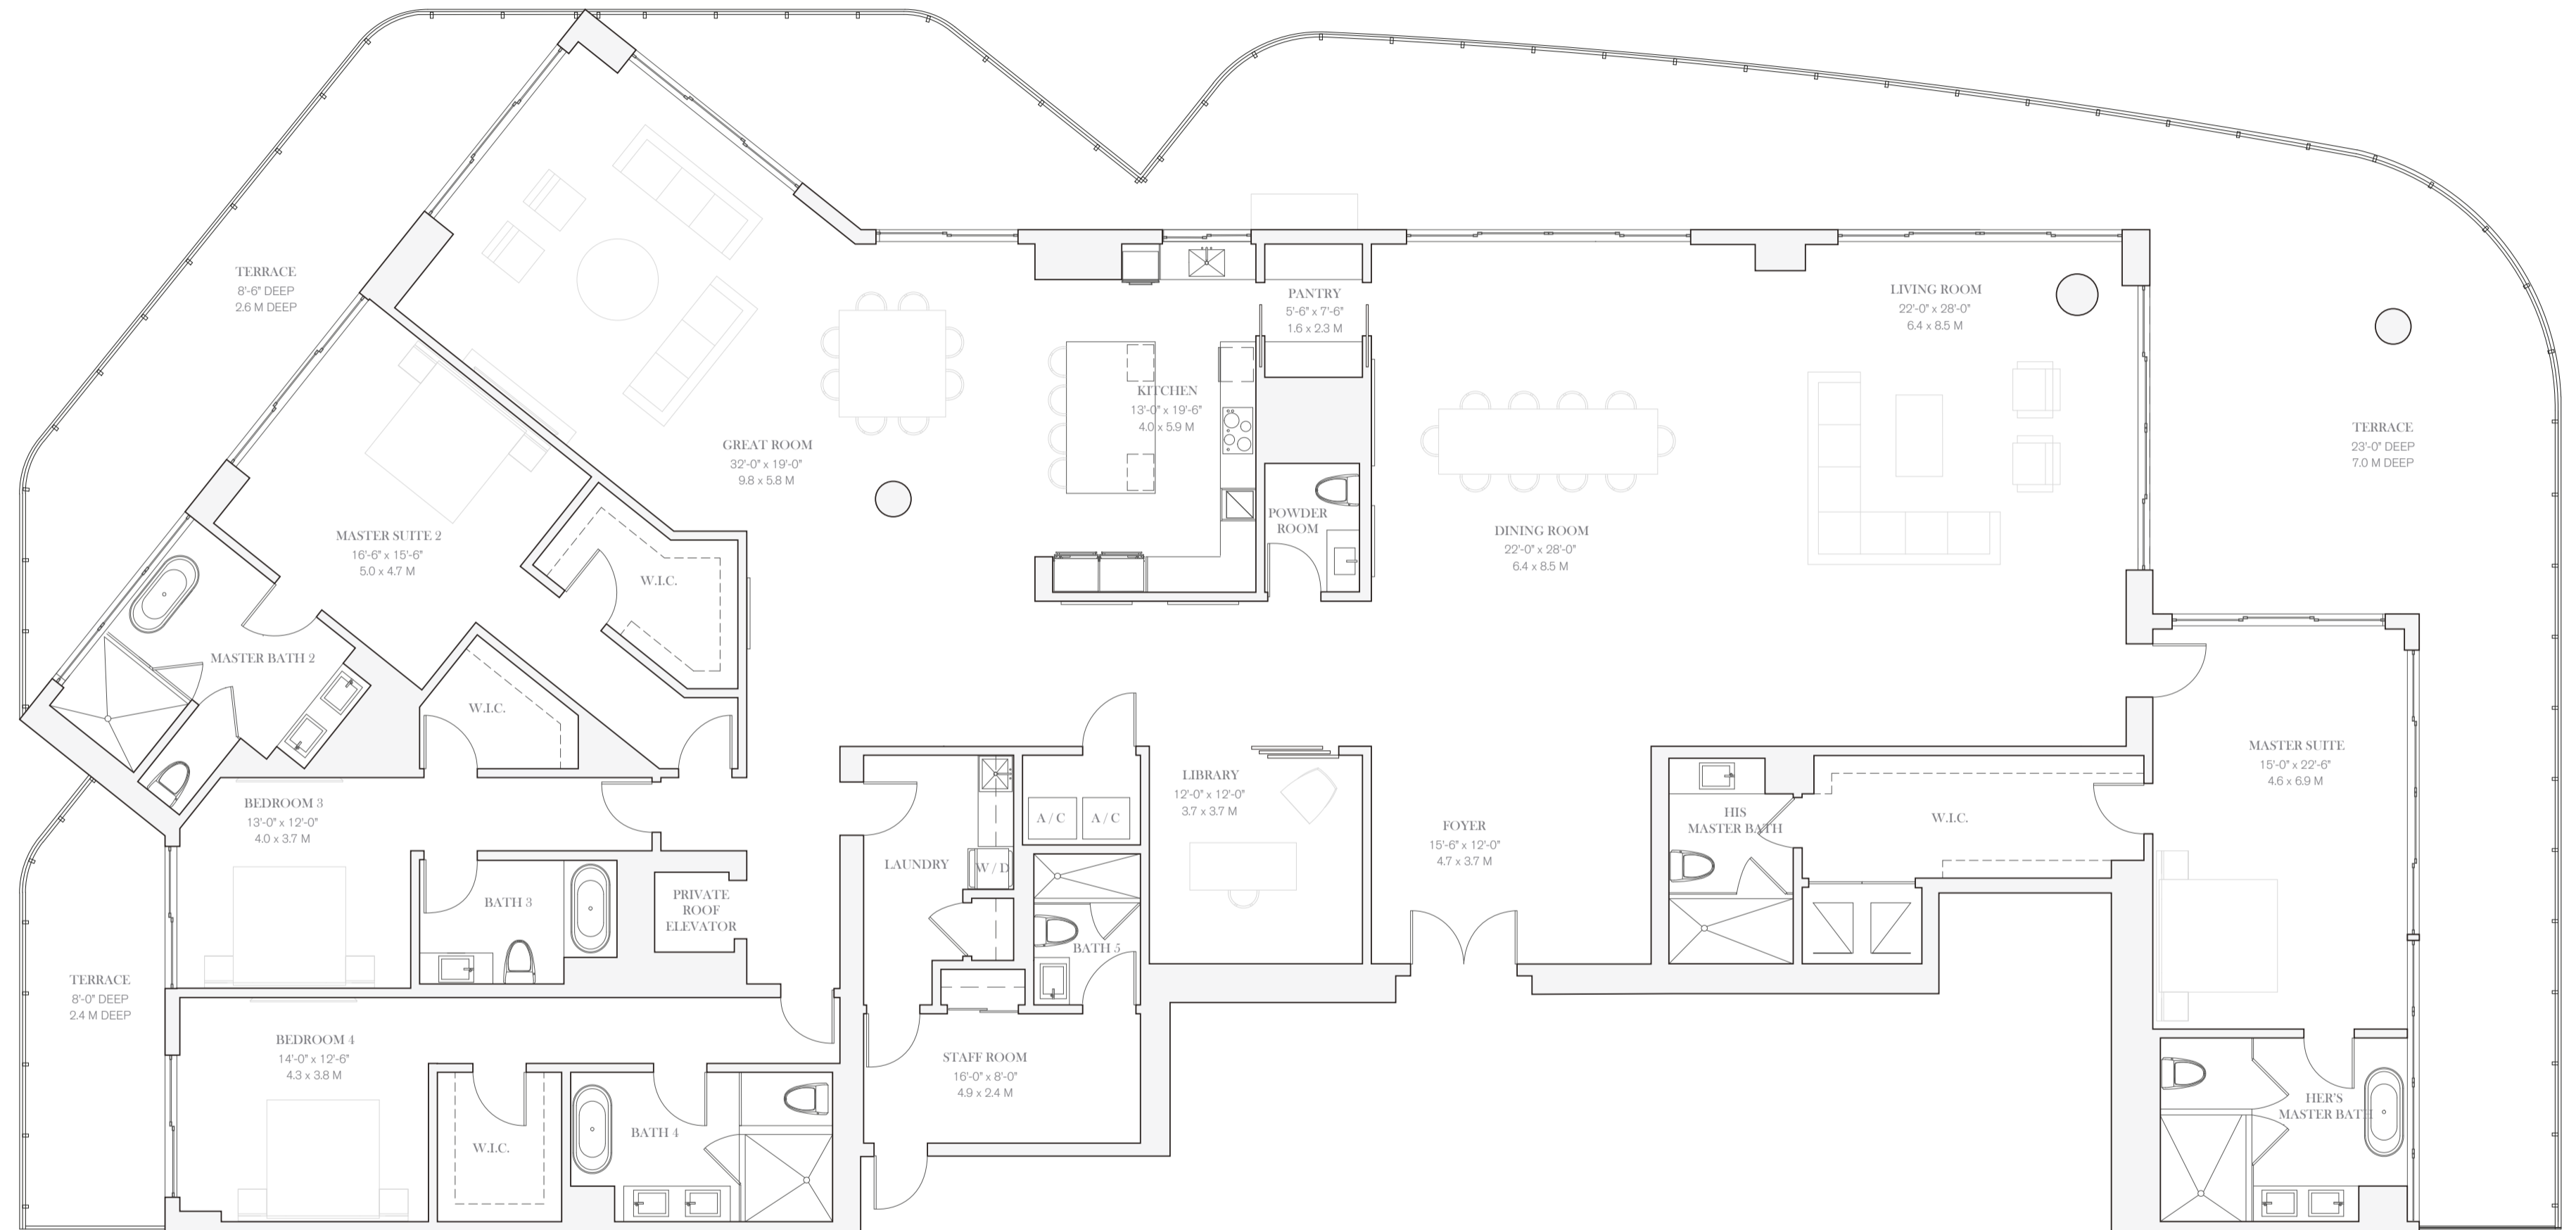 TERRACE
8'-6" DEEP
2.6 M DEEP
PANTRY
5'-6" x 7'-6"
1.6 x 2.3 M
LIVING ROOM
22'-0" x 28'-0"
6.4 x 8.5 M
KITCHEN
13'-0" x 19'-6"
4.0 x 5.9 M
GREAT ROOM
32'-0" x 19'-0"
9.8 x 5.8 M
TERRACE
23'-0" DEEP
7.0 M DEEP
POWDER
ROOM
DINING ROOM
22'-0" x 28'-0"
6.4 x 8.5 M
MASTER SUITE 2
16'-6" x 15'-6"
5.0 x 4.7 M
W.I.C.
MASTER BATH 2
W.I.C.
MASTER SUITE
15'-0" x 22'-6"
4.6 x 6.9 M
LIBRARY
12'-0" x 12'-0"
3.7 x 3.7 M
BEDROOM 3
13'-0" x 12'-0"
4.0 x 3.7 M
A / C
A / C
FOYER
15'-6" x 12'-0"
4.7 x 3.7 M
HIS
MASTER BATH
W.I.C.
LAUNDRY
W / D
BATH 3
PRIVATE
ROOF
ELEVATOR
BATH 5
TERRACE
8'-0" DEEP
2.4 M DEEP
BEDROOM 4
14'-0" x 12'-6"
4.3 x 3.8 M
STAFF ROOM
16'-0" x 8'-0"
4.9 x 2.4 M
W.I.C.
BATH 4
HER'S
MASTER BATH